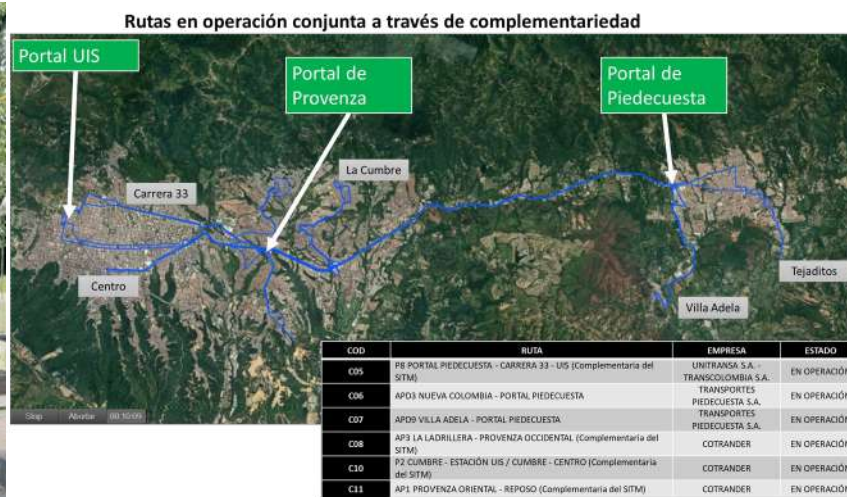 Rutas en operación conjunta a través de complementariedad
Portal UIS
Portal de
Provenza
Portal de
Piedecuesta
La Cumbre
Carrera 33
Centro
Tejaditos
Villa Adela
Stop Abortar 00:10:09
COD RUTA EMPRESA ESTADO
C05 P8 PORTAL PIEDECUESTA - CARRERA 33 - UIS (Complementaria del
SITM)
UNITRANSA S.A. -
TRANSCOLOMBIA S.A.
EN OPERACIÓN
C06 APD3 NUEVA COLOMBIA - PORTAL PIEDECUESTA
TRANSPORTES
PIEDECUESTA S.A.
EN OPERACIÓN
C07 APD9 VILLA ADELA - PORTAL PIEDECUESTA
TRANSPORTES
PIEDECUESTA S.A.
EN OPERACIÓN
C08 AP3 LA LADRILLERA - PROVENZA OCCIDENTAL (Complementaria del
SITM)
COTRANDER EN OPERACIÓN
C10 P2 CUMBRE - ESTACIÓN UIS / CUMBRE - CENTRO (Complementaria
del SITM)
COTRANDER EN OPERACIÓN
C11 AP1 PROVENZA ORIENTAL - REPOSO (Complementaria del SITM) COTRANDER EN OPERACIÓN